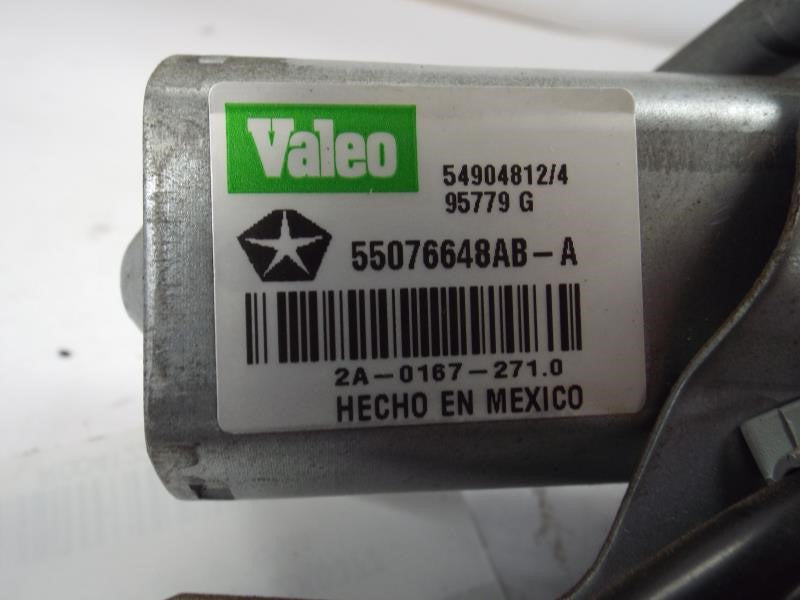 Valeo
54904812/4
95779 G
55076648AB-A
2A-0167-271.0
HECHO EN MEXICO